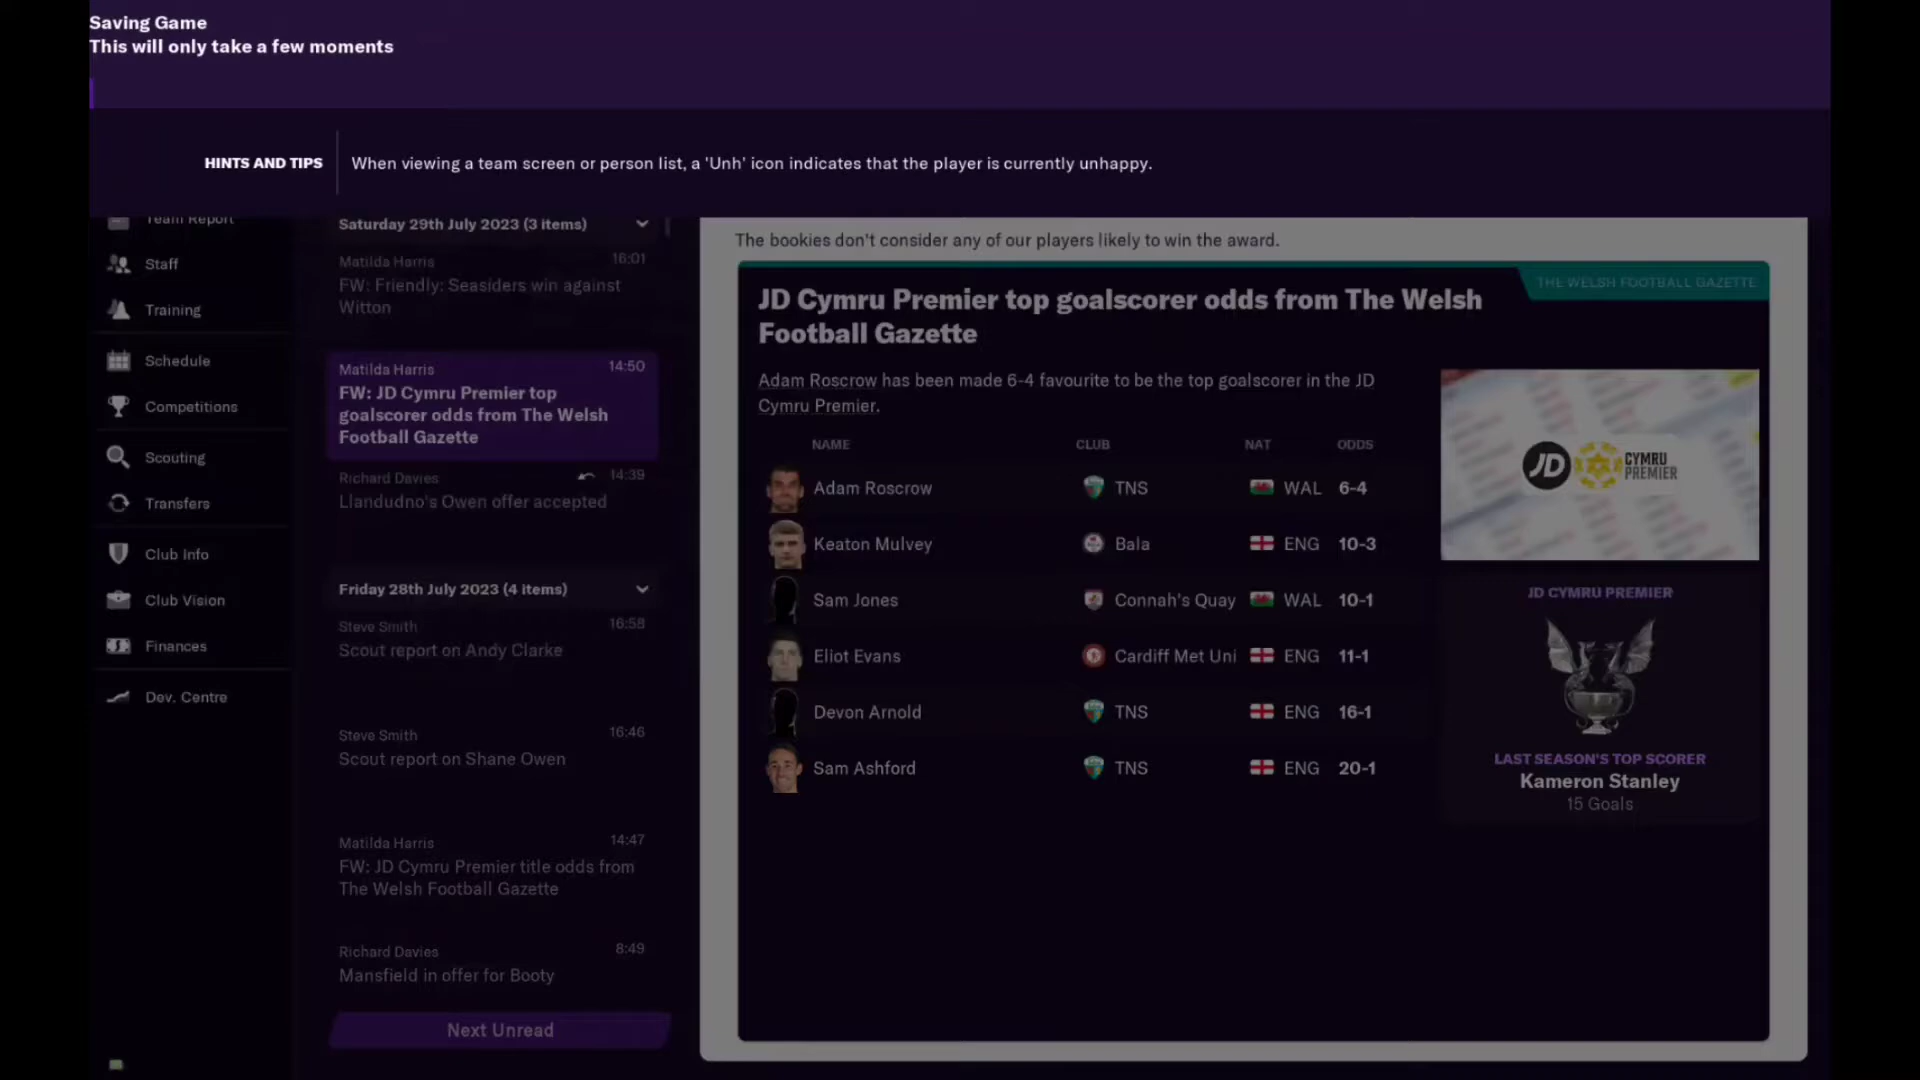 Saving Game
This will only take a few moments
HINTS AND TIPS
When viewing a team screen or person list, a 'Unh' icon indicates that the player is currently unhappy.
Team Report
Staff
Training
Schedule
Competitions
Scouting
Transfers
Club Info
Club Vision
Finances
Dev. Centre
Saturday 29th July 2023 (3 items)
Matilda Harris 16:01
FW: Friendly: Seasiders win against
Witton
Matilda Harris 14:50
FW: JD Cymru Premier top
goalscorer odds from The Welsh
Football Gazette
Richard Davies 14:39
Llandudno's Owen offer accepted
Friday 28th July 2023 (4 items)
Steve Smith 16:58
Scout report on Andy Clarke
Steve Smith 16:46
Scout report on Shane Owen
Matilda Harris 14:47
FW: JD Cymru Premier title odds from
The Welsh Football Gazette
Richard Davies 8:49
Mansfield in offer for Booty
Next Unread
The bookies don't consider any of our players likely to win the award.
THE WELSH FOOTBALL GAZETTE
JD Cymru Premier top goalscorer odds from The Welsh
Football Gazette
Adam Roscrow has been made 6-4 favourite to be the top goalscorer in the JD
Cymru Premier.
NAME CLUB NAT ODDS
Adam Roscrow TNS WAL 6-4
Keaton Mulvey Bala ENG 10-3
Sam Jones Connah's Quay WAL 10-1
Eliot Evans Cardiff Met Uni ENG 11-1
Devon Arnold TNS ENG 16-1
Sam Ashford TNS ENG 20-1
JD CYMRU
PREMIER
JD CYMRU PREMIER
LAST SEASON'S TOP SCORER
Kameron Stanley
15 Goals